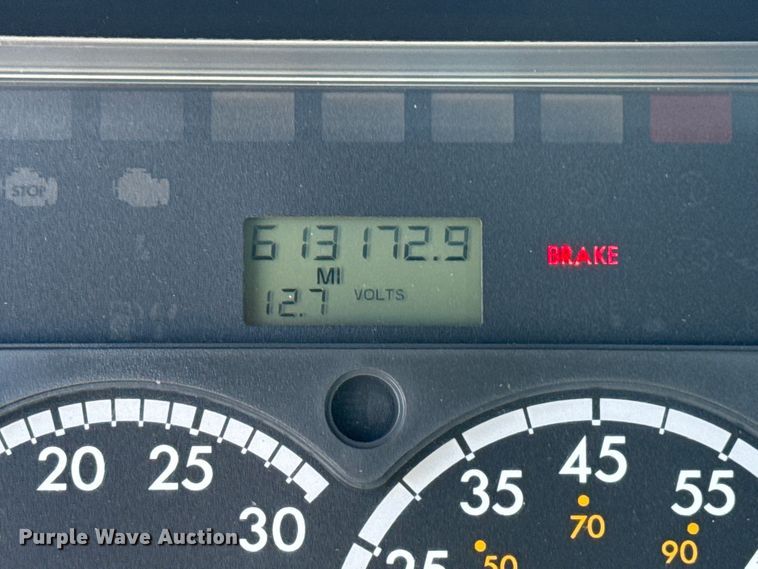 STOP
613172.9
BRAKE
MI
12.7 VOLTS
20 25 30
25 35 45 55
50 70 90
Purple Wave Auction